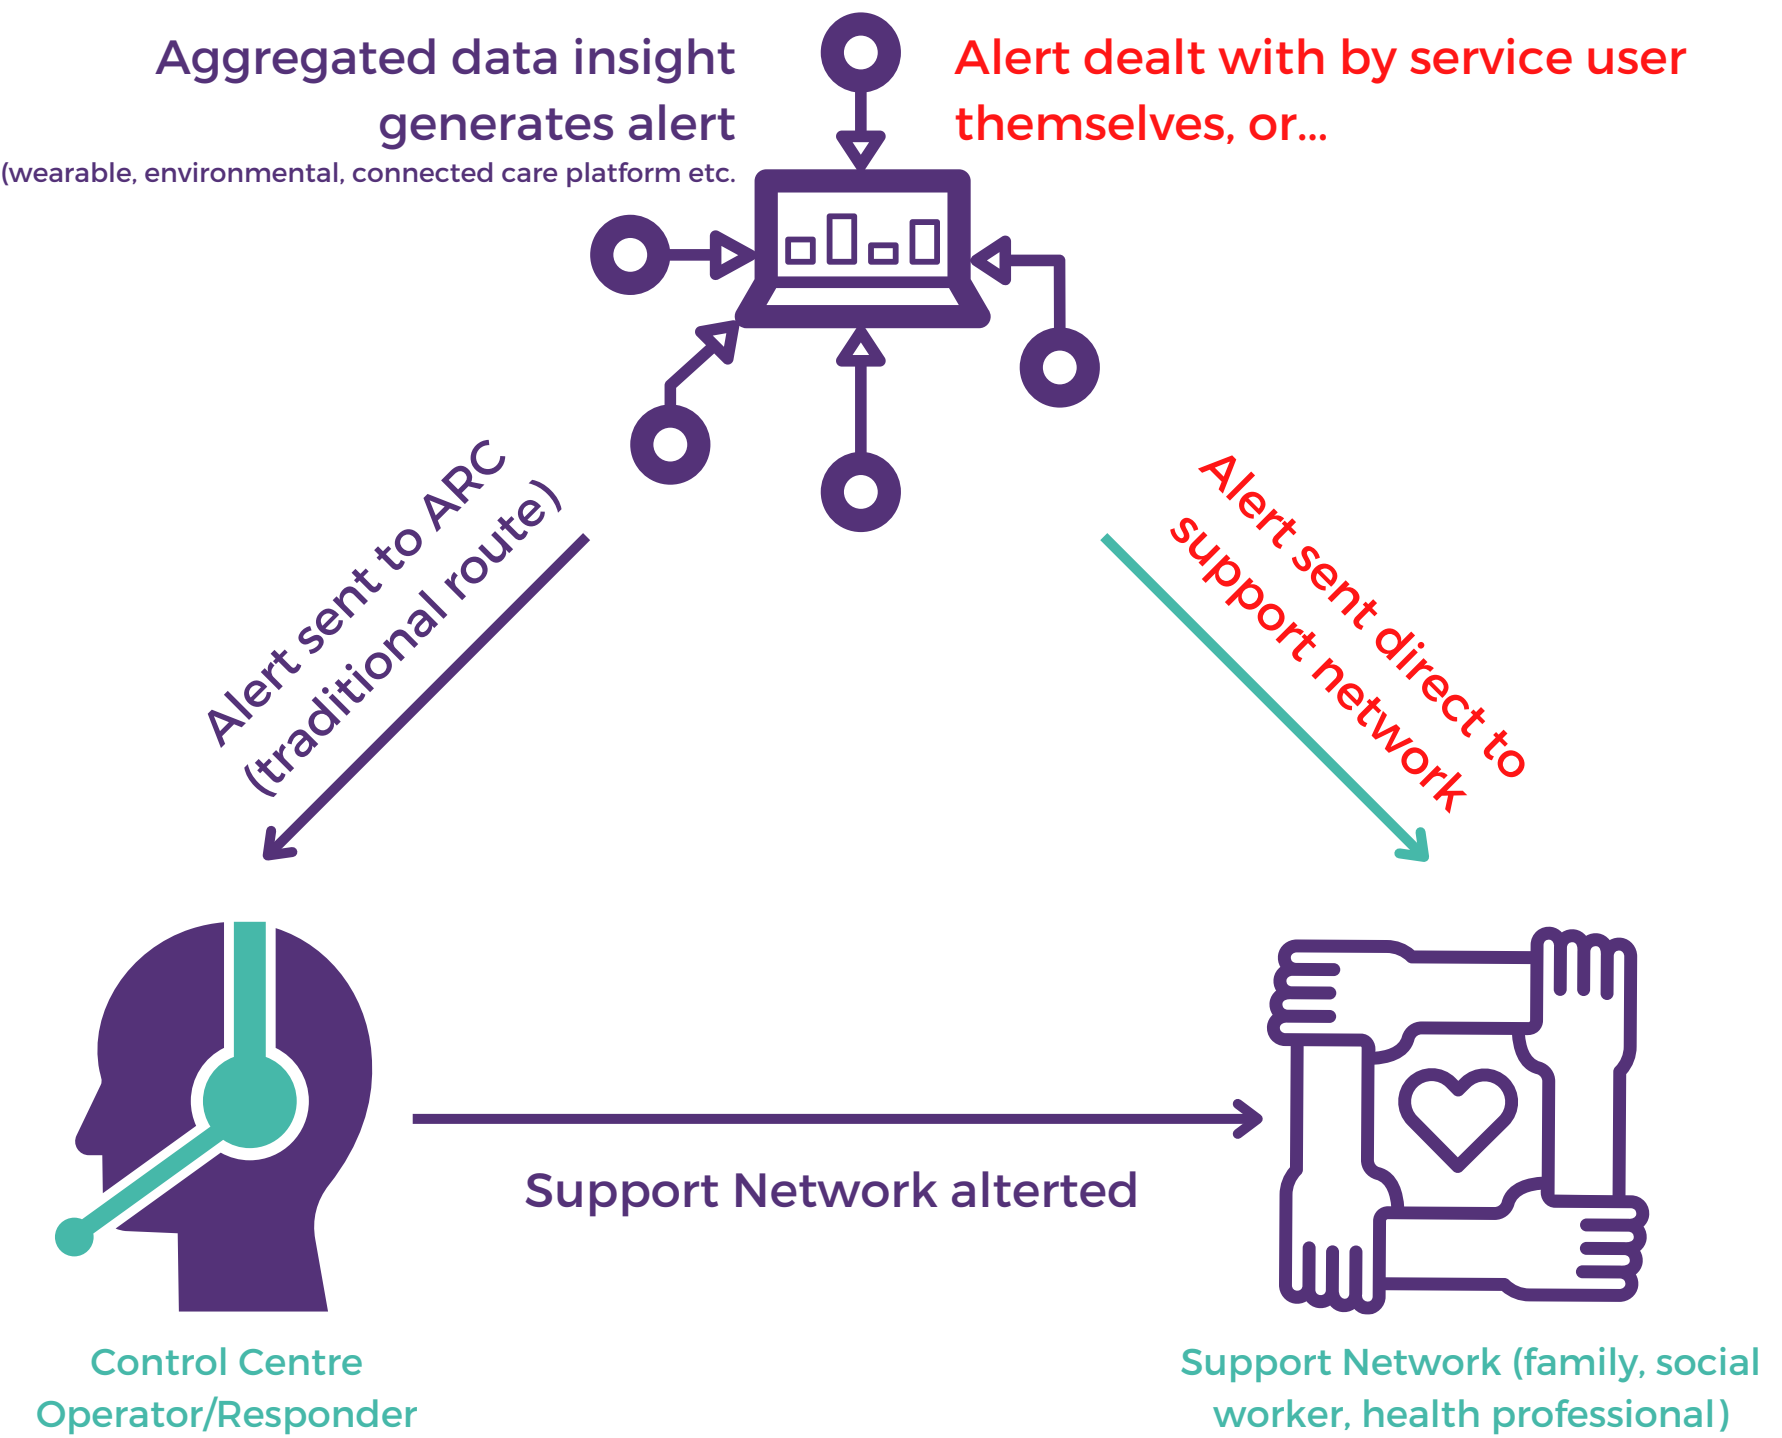 Aggregated data insight
generates alert
(wearable, environmental, connected care platform etc.
Alert dealt with by service user
themselves, or...
Alert sent to ARC
(traditional route)
Alert sent direct to
support network
Support Network alterted
Control Centre
Operator/Responder
Support Network (family, social
worker, health professional)